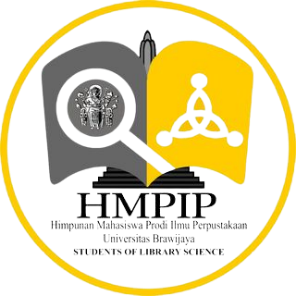 HMPIP
Himpunan Mahasiswa Prodi Ilmu Perpustakaan
Universitas Brawijaya
STUDENTS OF LIBRARY SCIENCE